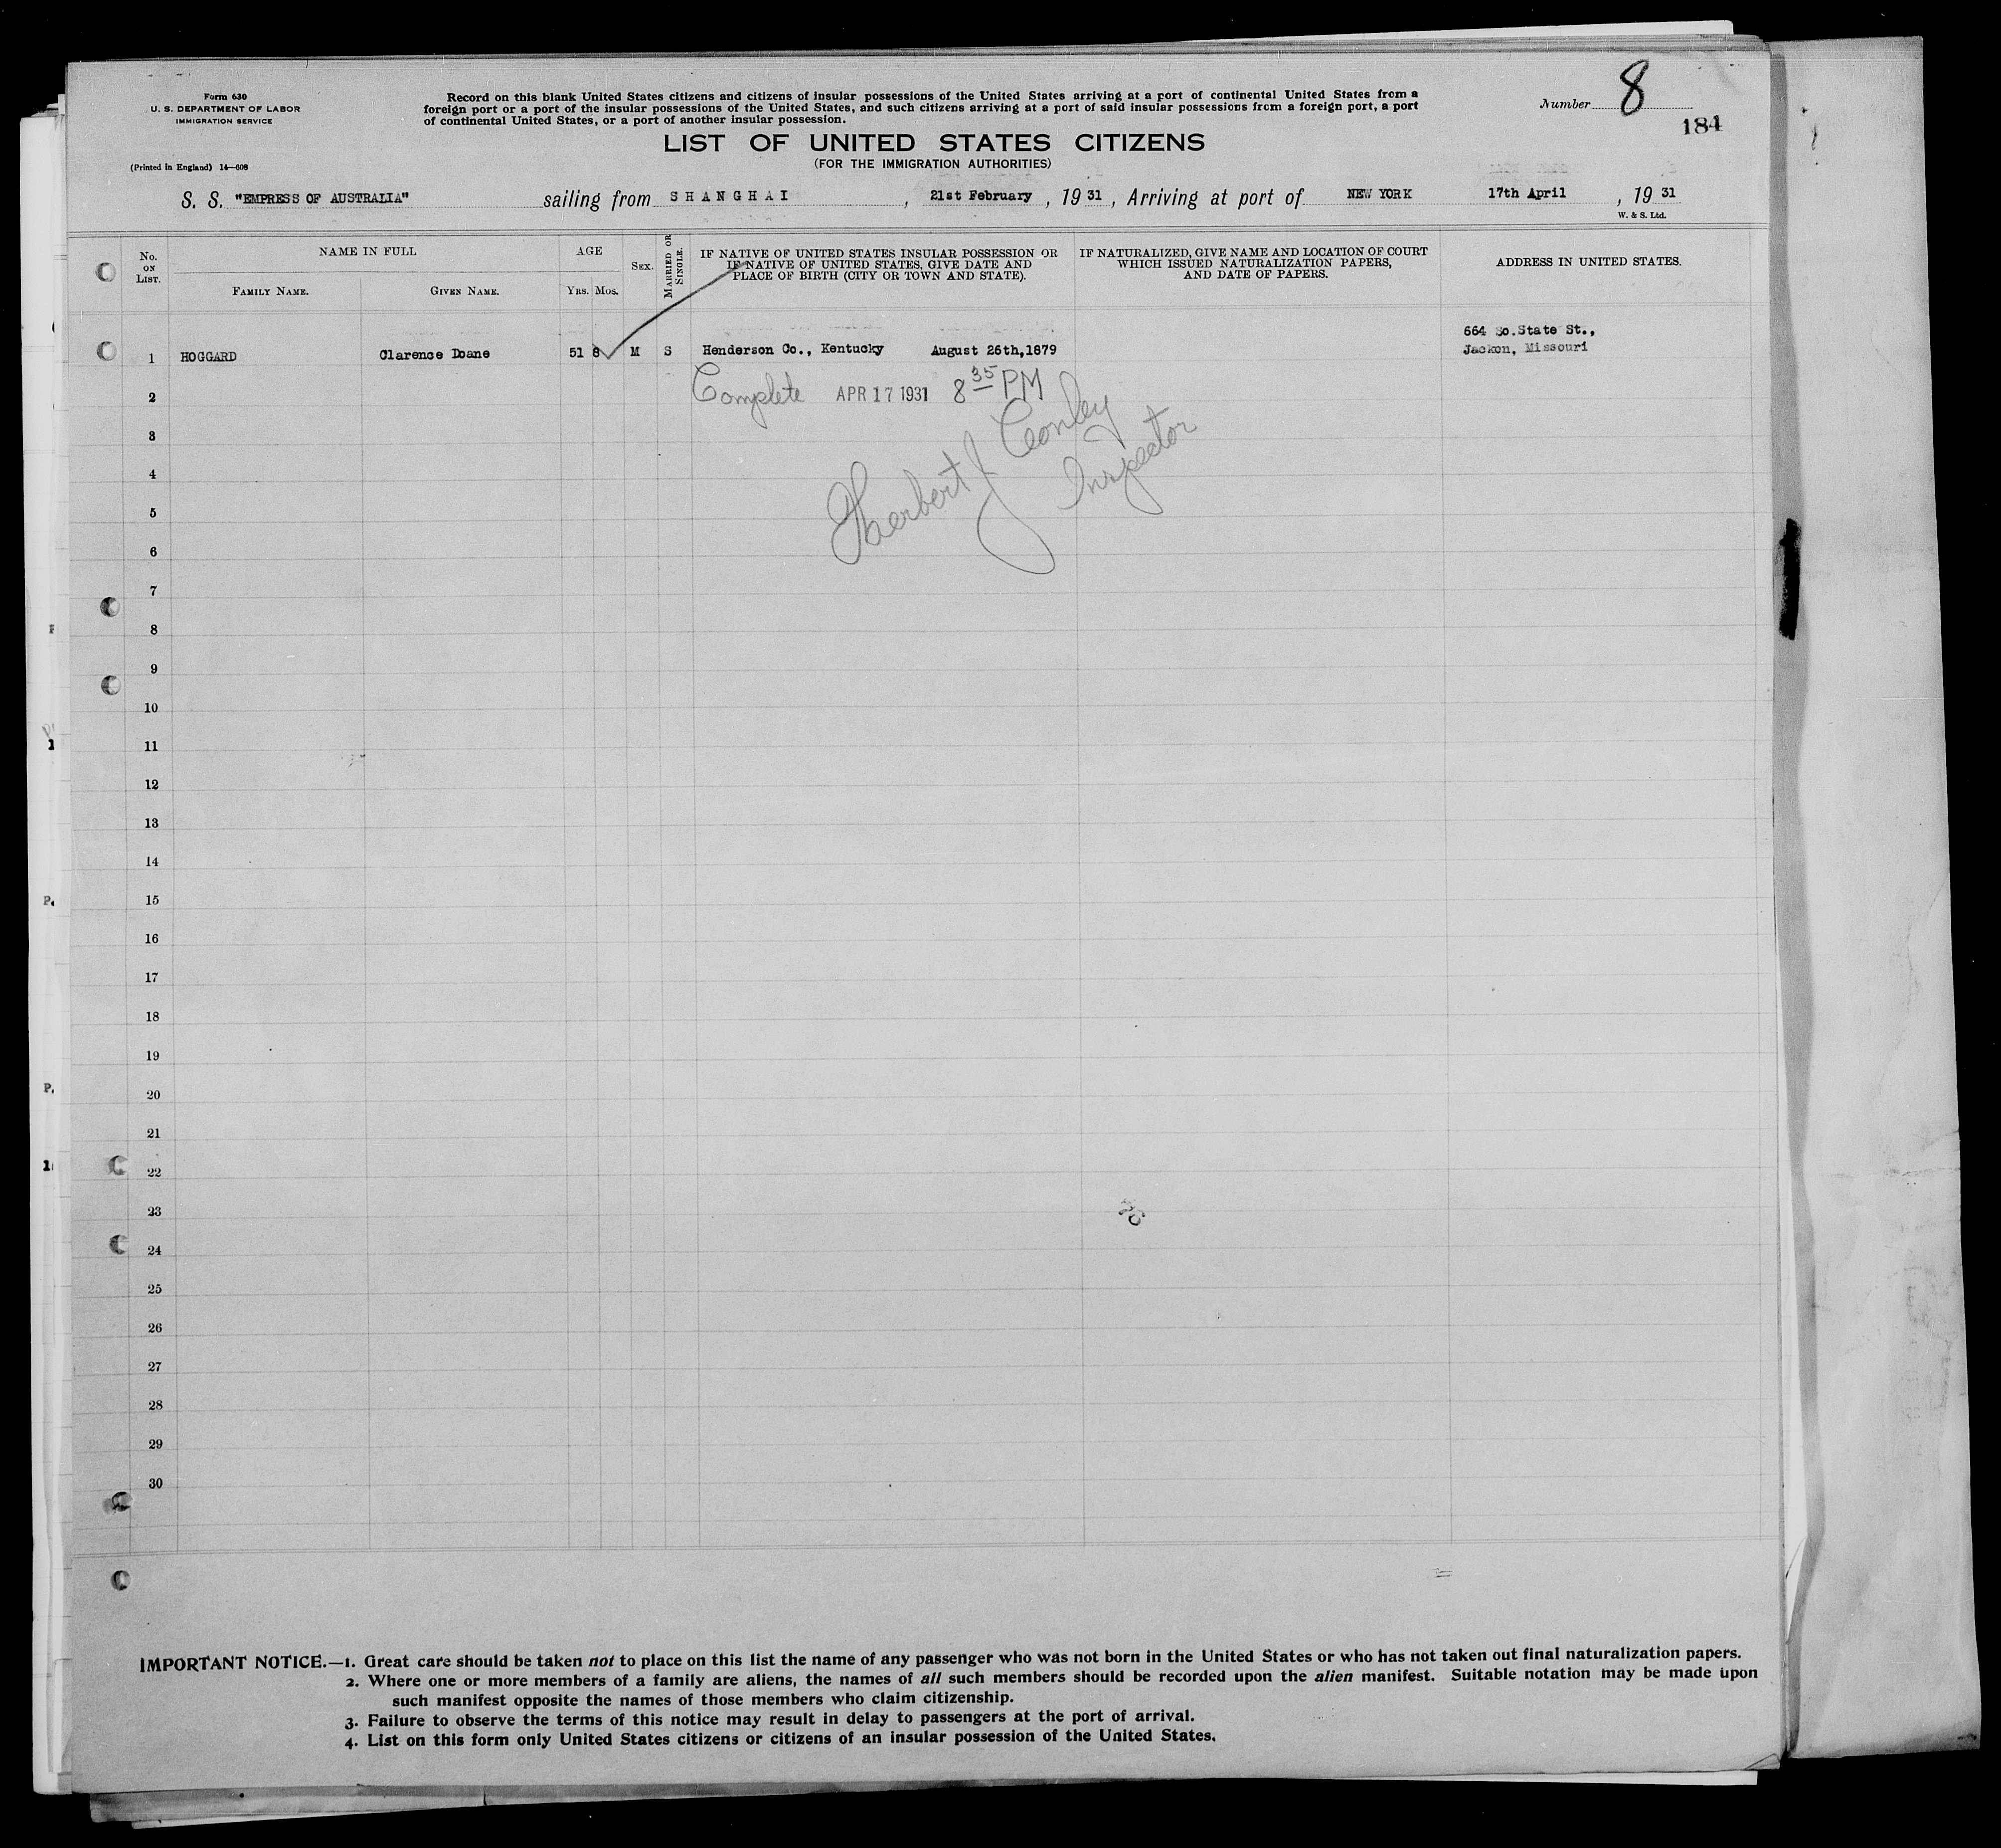 Form 630
U. S. DEPARTMENT OF LABOR
IMMIGRATION SERVICE
(Printed in England) 14—608
Record on this blank United States citizens and citizens of insular possessions of the United States arriving at a port of continental United States from a
foreign port or a port of the insular possessions of the United States, and such citizens arriving at a port of said insular possessions from a foreign port, a port
of continental United States, or a port of another insular possession.
Number 8
184
LIST OF UNITED STATES CITIZENS
(FOR THE IMMIGRATION AUTHORITIES)
S. S. "EMPRESS OF AUSTRALIA" sailing from SHANGHAI, 21st February, 1931, Arriving at port of NEW YORK 17th April, 1931
W. & S. Ltd.
No. ON LIST.
NAME IN FULL
FAMILY NAME.
GIVEN NAME.
AGE
YRS. MOS.
SEX.
MARRIED OR SINGLE.
IF NATIVE OF UNITED STATES INSULAR POSSESSION OR
IF NATIVE OF UNITED STATES, GIVE DATE AND
PLACE OF BIRTH (CITY OR TOWN AND STATE).
IF NATURALIZED, GIVE NAME AND LOCATION OF COURT
WHICH ISSUED NATURALIZATION PAPERS,
AND DATE OF PAPERS.
ADDRESS IN UNITED STATES.
1 HOGGARD Clarence Doane 51 8 M S Henderson Co., Kentucky August 26th,1879
664 So.State St.,
Jackon, Missouri
2 Complete APR 17 1931 8 35 PM
Herbert J Conley
Inspector
3
4
5
6
7
8
9
10
11
12
13
14
15
16
17
18
19
20
21
22
23
24
25
26
27
28
29
30
IMPORTANT NOTICE.—1. Great care should be taken not to place on this list the name of any passenger who was not born in the United States or who has not taken out final naturalization papers.
2. Where one or more members of a family are aliens, the names of all such members should be recorded upon the alien manifest. Suitable notation may be made upon
such manifest opposite the names of those members who claim citizenship.
3. Failure to observe the terms of this notice may result in delay to passengers at the port of arrival.
4. List on this form only United States citizens or citizens of an insular possession of the United States.